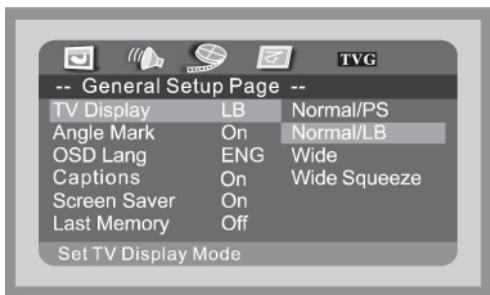 TVG
-- General Setup Page --
TV Display LB Normal/PS
Angle Mark On Normal/LB
OSD Lang ENG Wide
Captions On Wide Squeeze
Screen Saver On
Last Memory Off
Set TV Display Mode